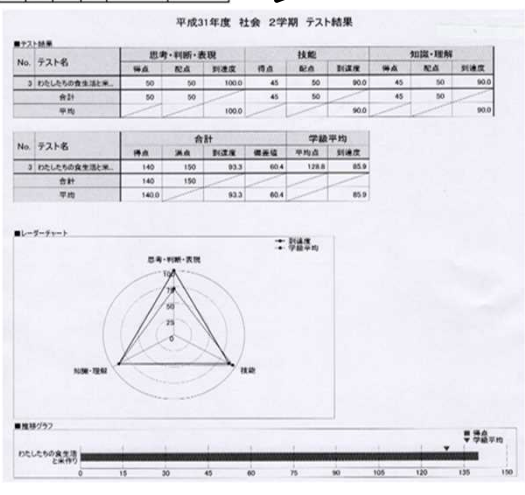 平成31年度 社会 2学期 テスト結果
■テスト結果
No. テスト名 思考・判断・表現 技能 知識・理解
得点 配点 到達度 得点 配点 到達度 得点 配点 到達度
3 わたしたちの食生活と米... 50 50 100.0 45 50 90.0 45 50 90.0
合計 50 50 45 50 45 50
平均 100.0 90.0 90.0
No. テスト名 合計 学級平均
得点 満点 到達度 偏差値 平均点 到達度
3 わたしたちの食生活と米... 140 150 93.3 60.4 128.8 85.9
合計 140 150
平均 140.0 93.3 60.4 85.9
■レーダーチャート
到達度
学級平均
思考・判断・表現
100
75
50
25
0
知識・理解
技能
■推移グラフ
■ 得点
▼ 学級平均
わたしたちの食生活
と米作り
0 15 30 45 60 75 90 105 120 135 150